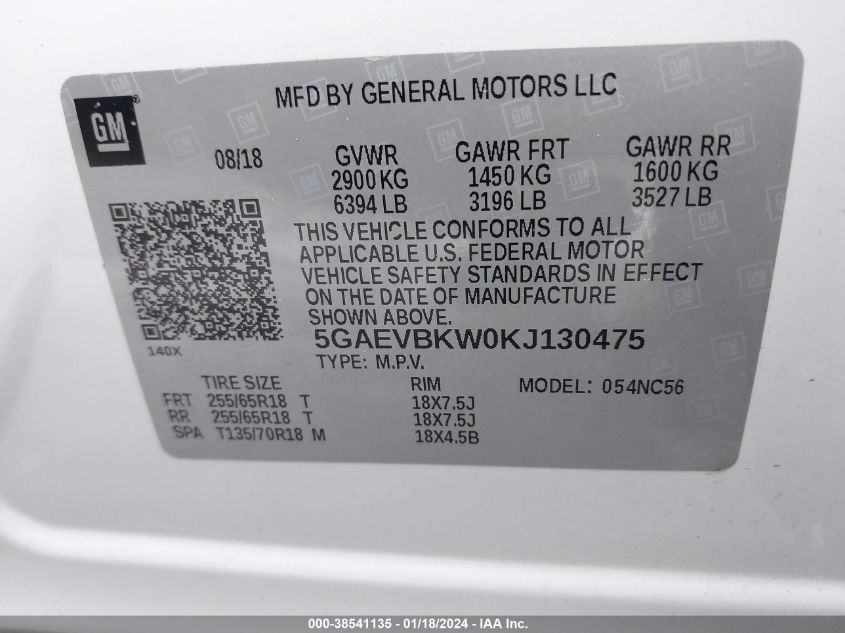 MFD BY GENERAL MOTORS LLC
GM
08/18 GVWR GAWR FRT GAWR RR
2900 KG 1450 KG 1600 KG
6394 LB 3196 LB 3527 LB
THIS VEHICLE CONFORMS TO ALL
APPLICABLE U.S. FEDERAL MOTOR
VEHICLE SAFETY STANDARDS IN EFFECT
ON THE DATE OF MANUFACTURE
SHOWN ABOVE.
5GAEVBKW0KJ130475
140X
TYPE: M.P.V.
TIRE SIZE RIM MODEL: 054NC56
FRT 255/65R18 T 18X7.5J
RR 255/65R18 T 18X7.5J
SPA T135/70R18 M 18X4.5B
000-38541135 - 01/18/2024 - IAA Inc.